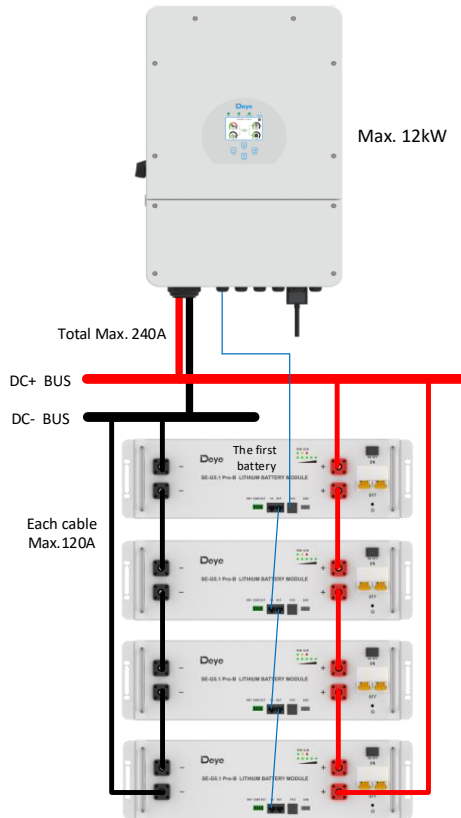 Deye
Max. 12kW
Total Max. 240A
DC+ BUS
DC- BUS
Deye
The first
battery
SE-G5.1 Pro-B LITHIUM BATTERY MODULE
Each cable
Max.120A
Deye
SE-G5.1 Pro-B LITHIUM BATTERY MODULE
Deye
SE-G5.1 Pro-B LITHIUM BATTERY MODULE
Deye
SE-G5.1 Pro-B LITHIUM BATTERY MODULE